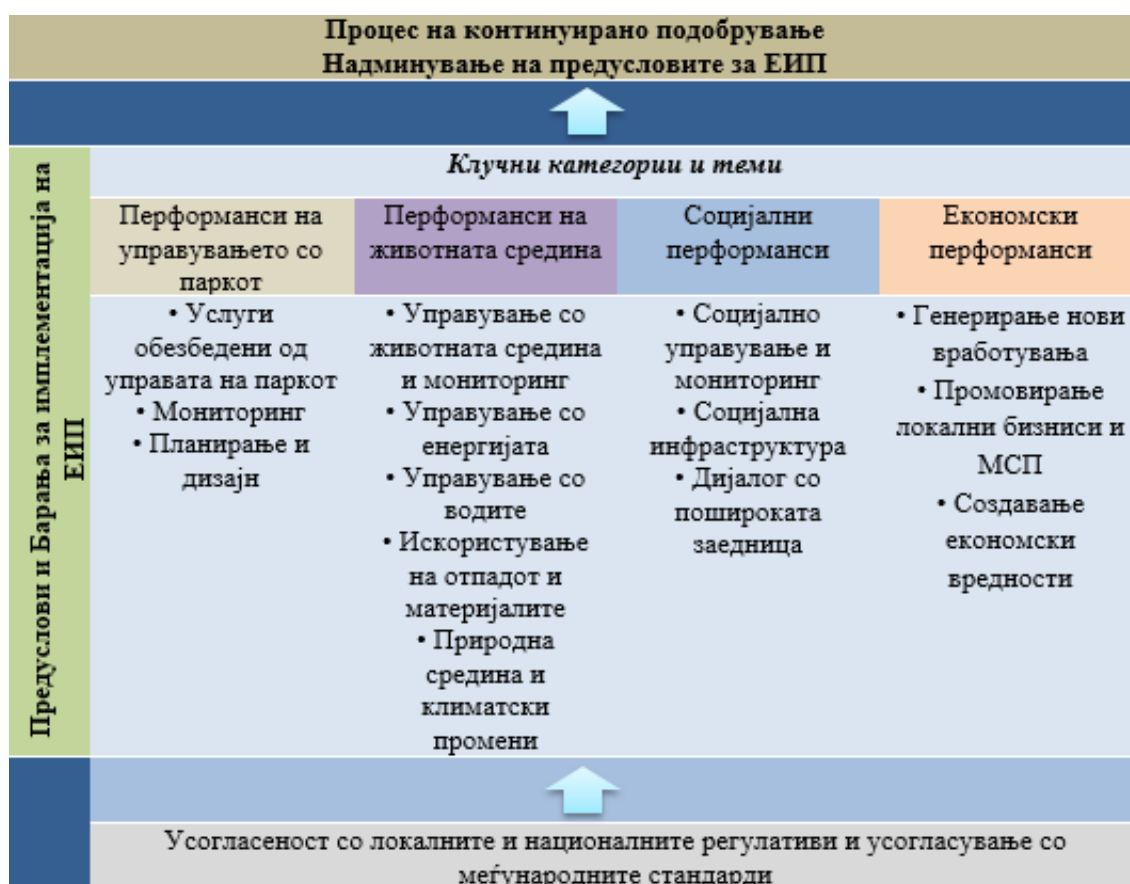 Процес на континуирано подобрување
Надминување на предусловите за ЕИП
Предуслови и Барања за имплементација на
ЕИП
Клучни категории и теми
Перформанси на
управувањето со
паркот
Перформанси на
животната средина
Социјални
перформанси
Економски
перформанси
• Услуги
обезбедени од
управата на паркот
• Мониторинг
• Планирање и
дизајн
• Управување со
животната средина
и мониторинг
• Управување со
енергијата
• Управување со
водите
• Искористување
на отпадот и
материјалите
• Природна
средина и
климатски
промени
• Социјално
управување и
мониторинг
• Социјална
инфраструктура
• Дијалог со
пошироката
заедница
• Генерирање нови
вработувања
• Промовирање
локални бизниси и
МСП
• Создавање
економски
вредности
Усогласеност со локалните и националните регулативи и усогласување со
меѓународните стандарди